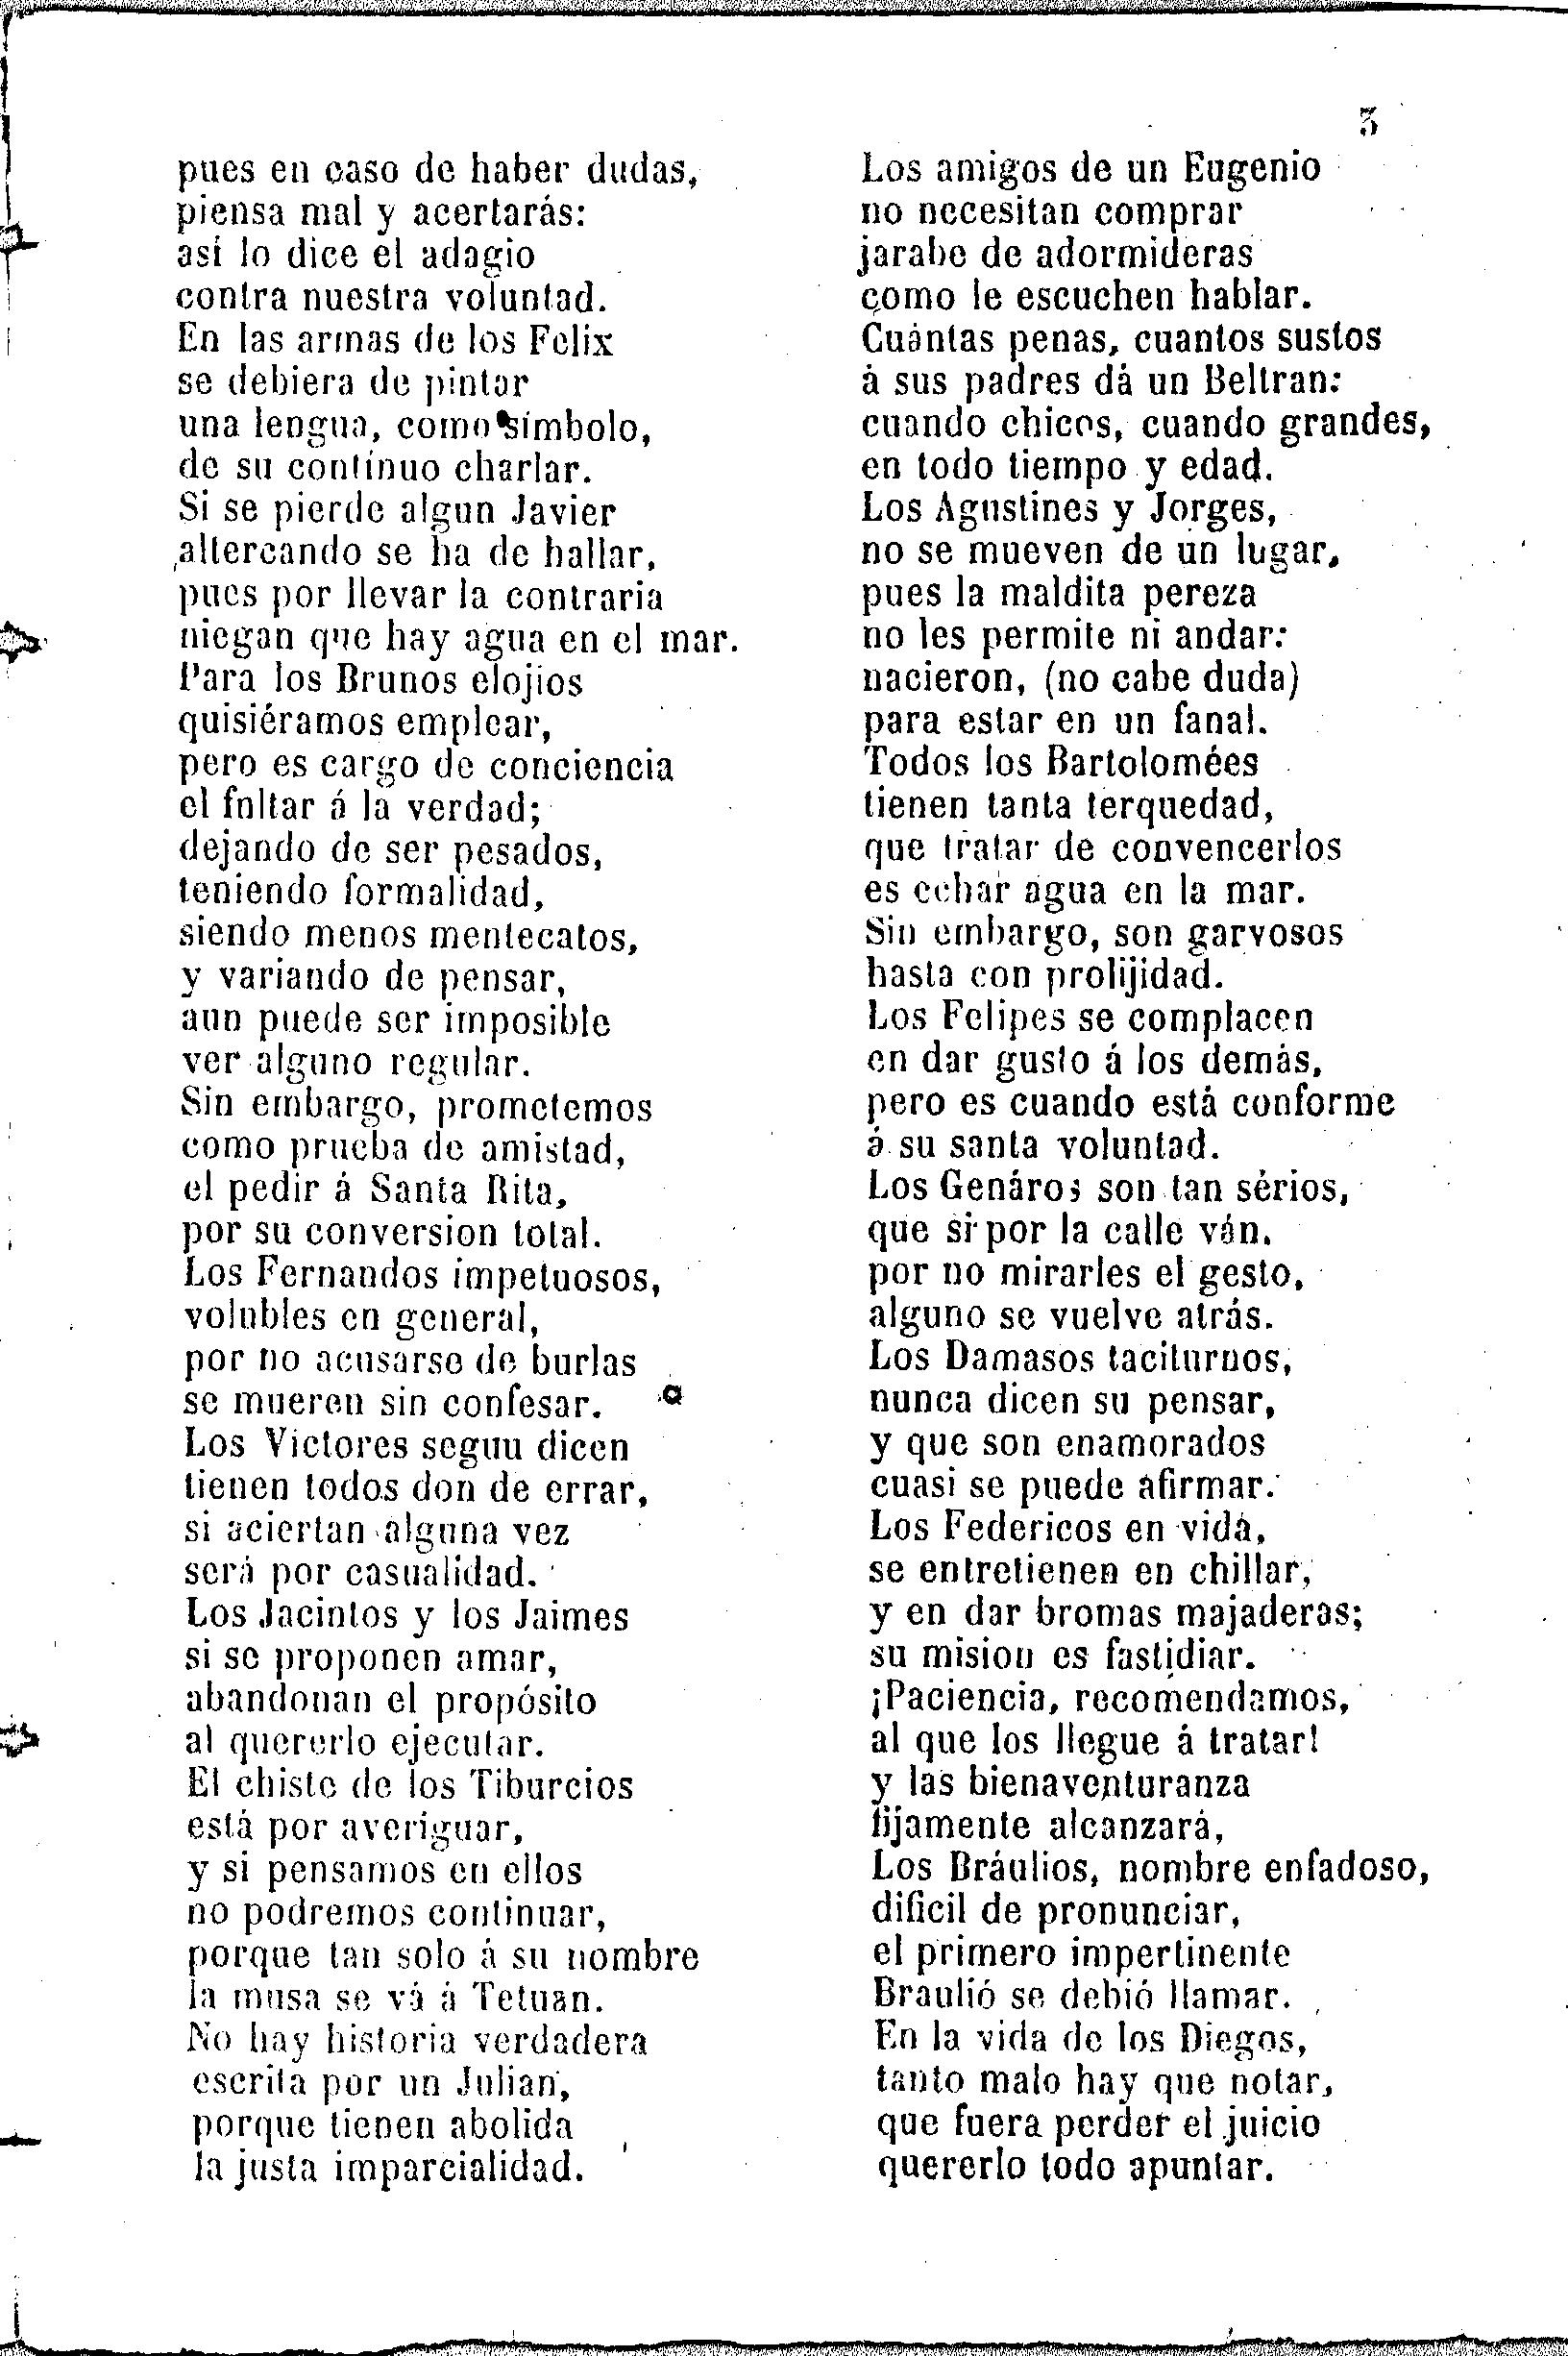 3
pues en caso de haber dudas,
piensa mal y acertarás:
así lo dice el adagio
contra nuestra voluntad.
En las armas de los Felix
se debiera de pintar
una lengua, como símbolo,
de su contínuo charlar.
Si se pierde algun Javier
altercando se ha de hallar,
pues por llevar la contraria
niegan que hay agua en el mar.
Para los Brunos elojios
quisiéramos emplear,
pero es cargo de conciencia
el faltar á la verdad;
dejando de ser pesados,
teniendo formalidad,
siendo menos mentecatos,
y variando de pensar,
aun puede ser imposible
ver alguno regular.
Sin embargo, prometemos
como prueba de amistad,
el pedir á Santa Rita,
por su conversion total.
Los Fernandos impetuosos,
volubles en general,
por no acusarse de burlas
se mueren sin confesar.
Los Victores seguu dicen
tienen todos don de errar,
si aciertan alguna vez
será por casualidad.
Los Jacintos y los Jaimes
si se proponen amar,
abandonan el propósito
al quererlo ejecutar.
El chiste de los Tiburcios
está por averiguar,
y si pensamos en ellos
no podremos continuar,
porque tan solo á su nombre
la musa se vá á Tetuan.
No hay historia verdadera
escrita por un Julian,
porque tienen abolida
la justa imparcialidad.
Los amigos de un Eugenio
no necesitan comprar
jarabe de adormideras
como le escuchen hablar.
Cuántas penas, cuantos sustos
á sus padres dá un Beltran:
cuando chicos, cuando grandes,
en todo tiempo y edad.
Los Agustines y Jorges,
no se mueven de un lugar,
pues la maldita pereza
no les permite ni andar:
nacieron, (no cabe duda)
para estar en un fanal.
Todos los Bartolomées
tienen tanta terquedad,
que tratar de convencerlos
es echar agua en la mar.
Sin embargo, son garvosos
hasta con prolijidad.
Los Felipes se complacen
en dar gusto á los demás,
pero es cuando está conforme
á su santa voluntad.
Los Genáros son tan sérios,
que si por la calle ván,
por no mirarles el gesto,
alguno se vuelve atrás.
Los Damasos taciturnos,
nunca dicen su pensar,
y que son enamorados
cuasi se puede afirmar.
Los Federicos en vida,
se entretienen en chillar,
y en dar bromas majaderas;
su mision es fastidiar.
¡Paciencia, recomendamos,
al que los llegue á tratar!
y las bienaventuranza
fijamente alcanzará,
Los Bráulios, nombre enfadoso,
dificil de pronunciar,
el primero impertinente
Braulió se debió llamar.
En la vida de los Diegos,
tanto malo hay que notar,
que fuera perder el juicio
quererlo todo apuntar.